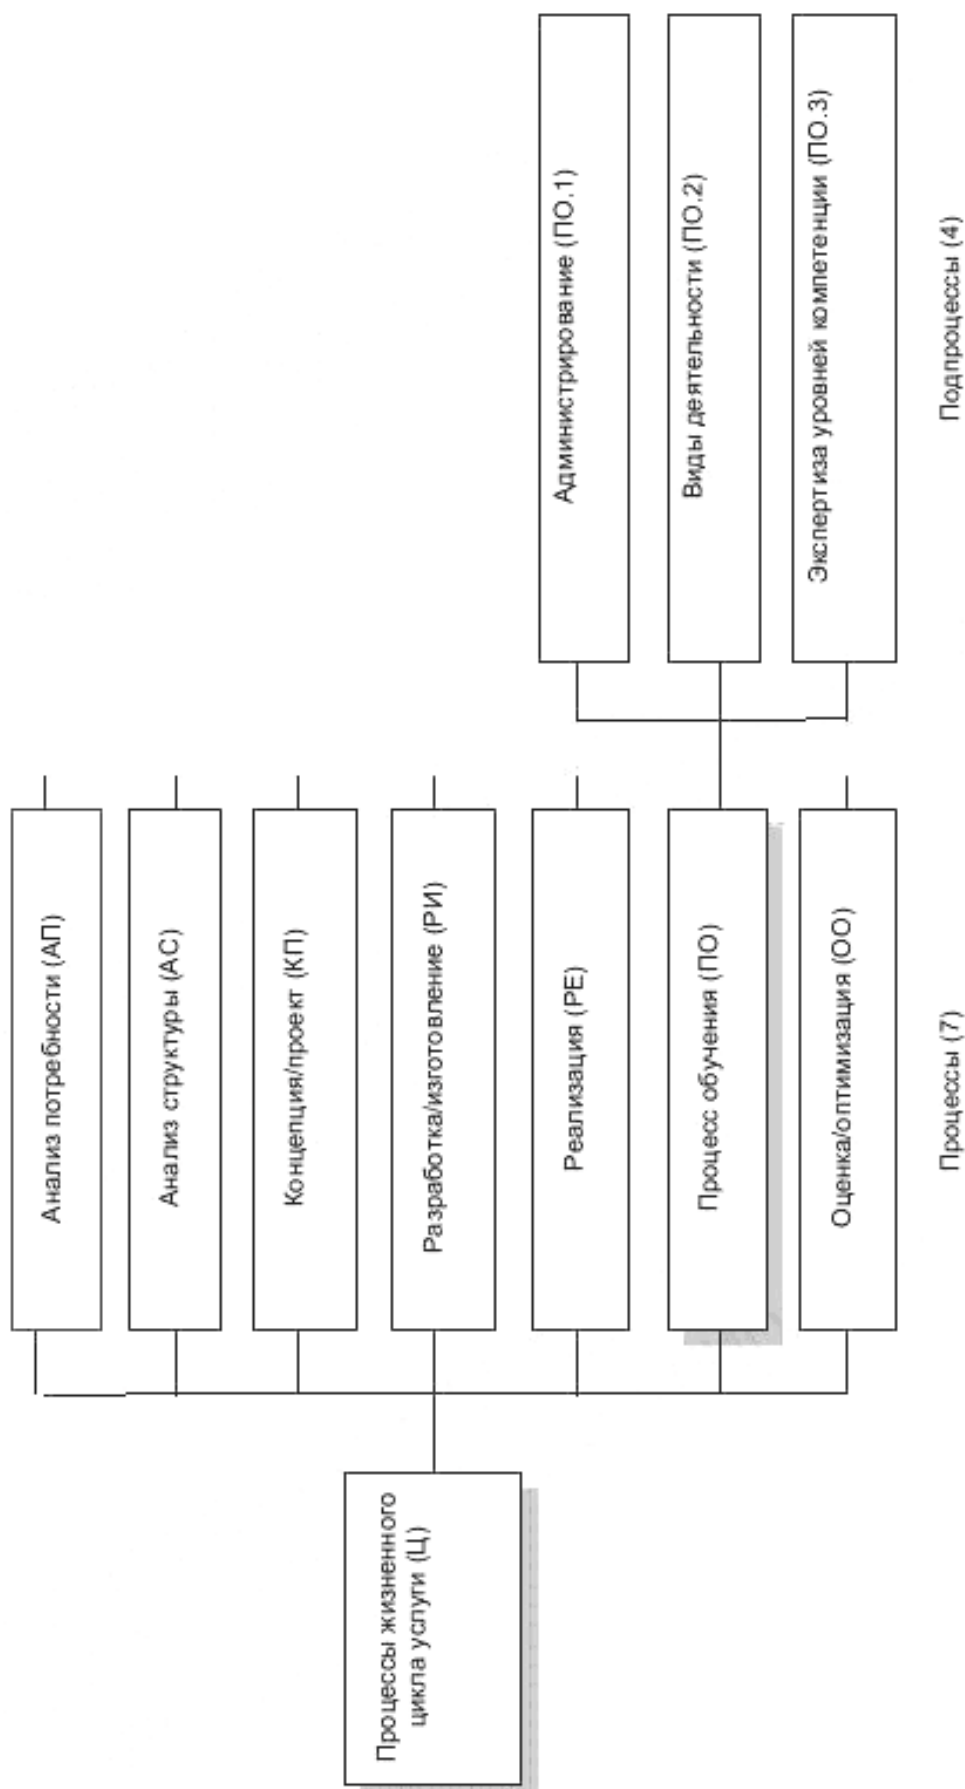 Процессы жизненного
цикла услуги (Ц)
Анализ потребности (АП)
Анализ структуры (АС)
Концепция/проект (КП)
Разработка/изготовление (РИ)
Реализация (РЕ)
Процесс обучения (ПО)
Оценка/оптимизация (ОО)
Процессы (7)
Администрирование (ПО.1)
Виды деятельности (ПО.2)
Экспертиза уровней компетенции (ПО.3)
Подпроцессы (4)